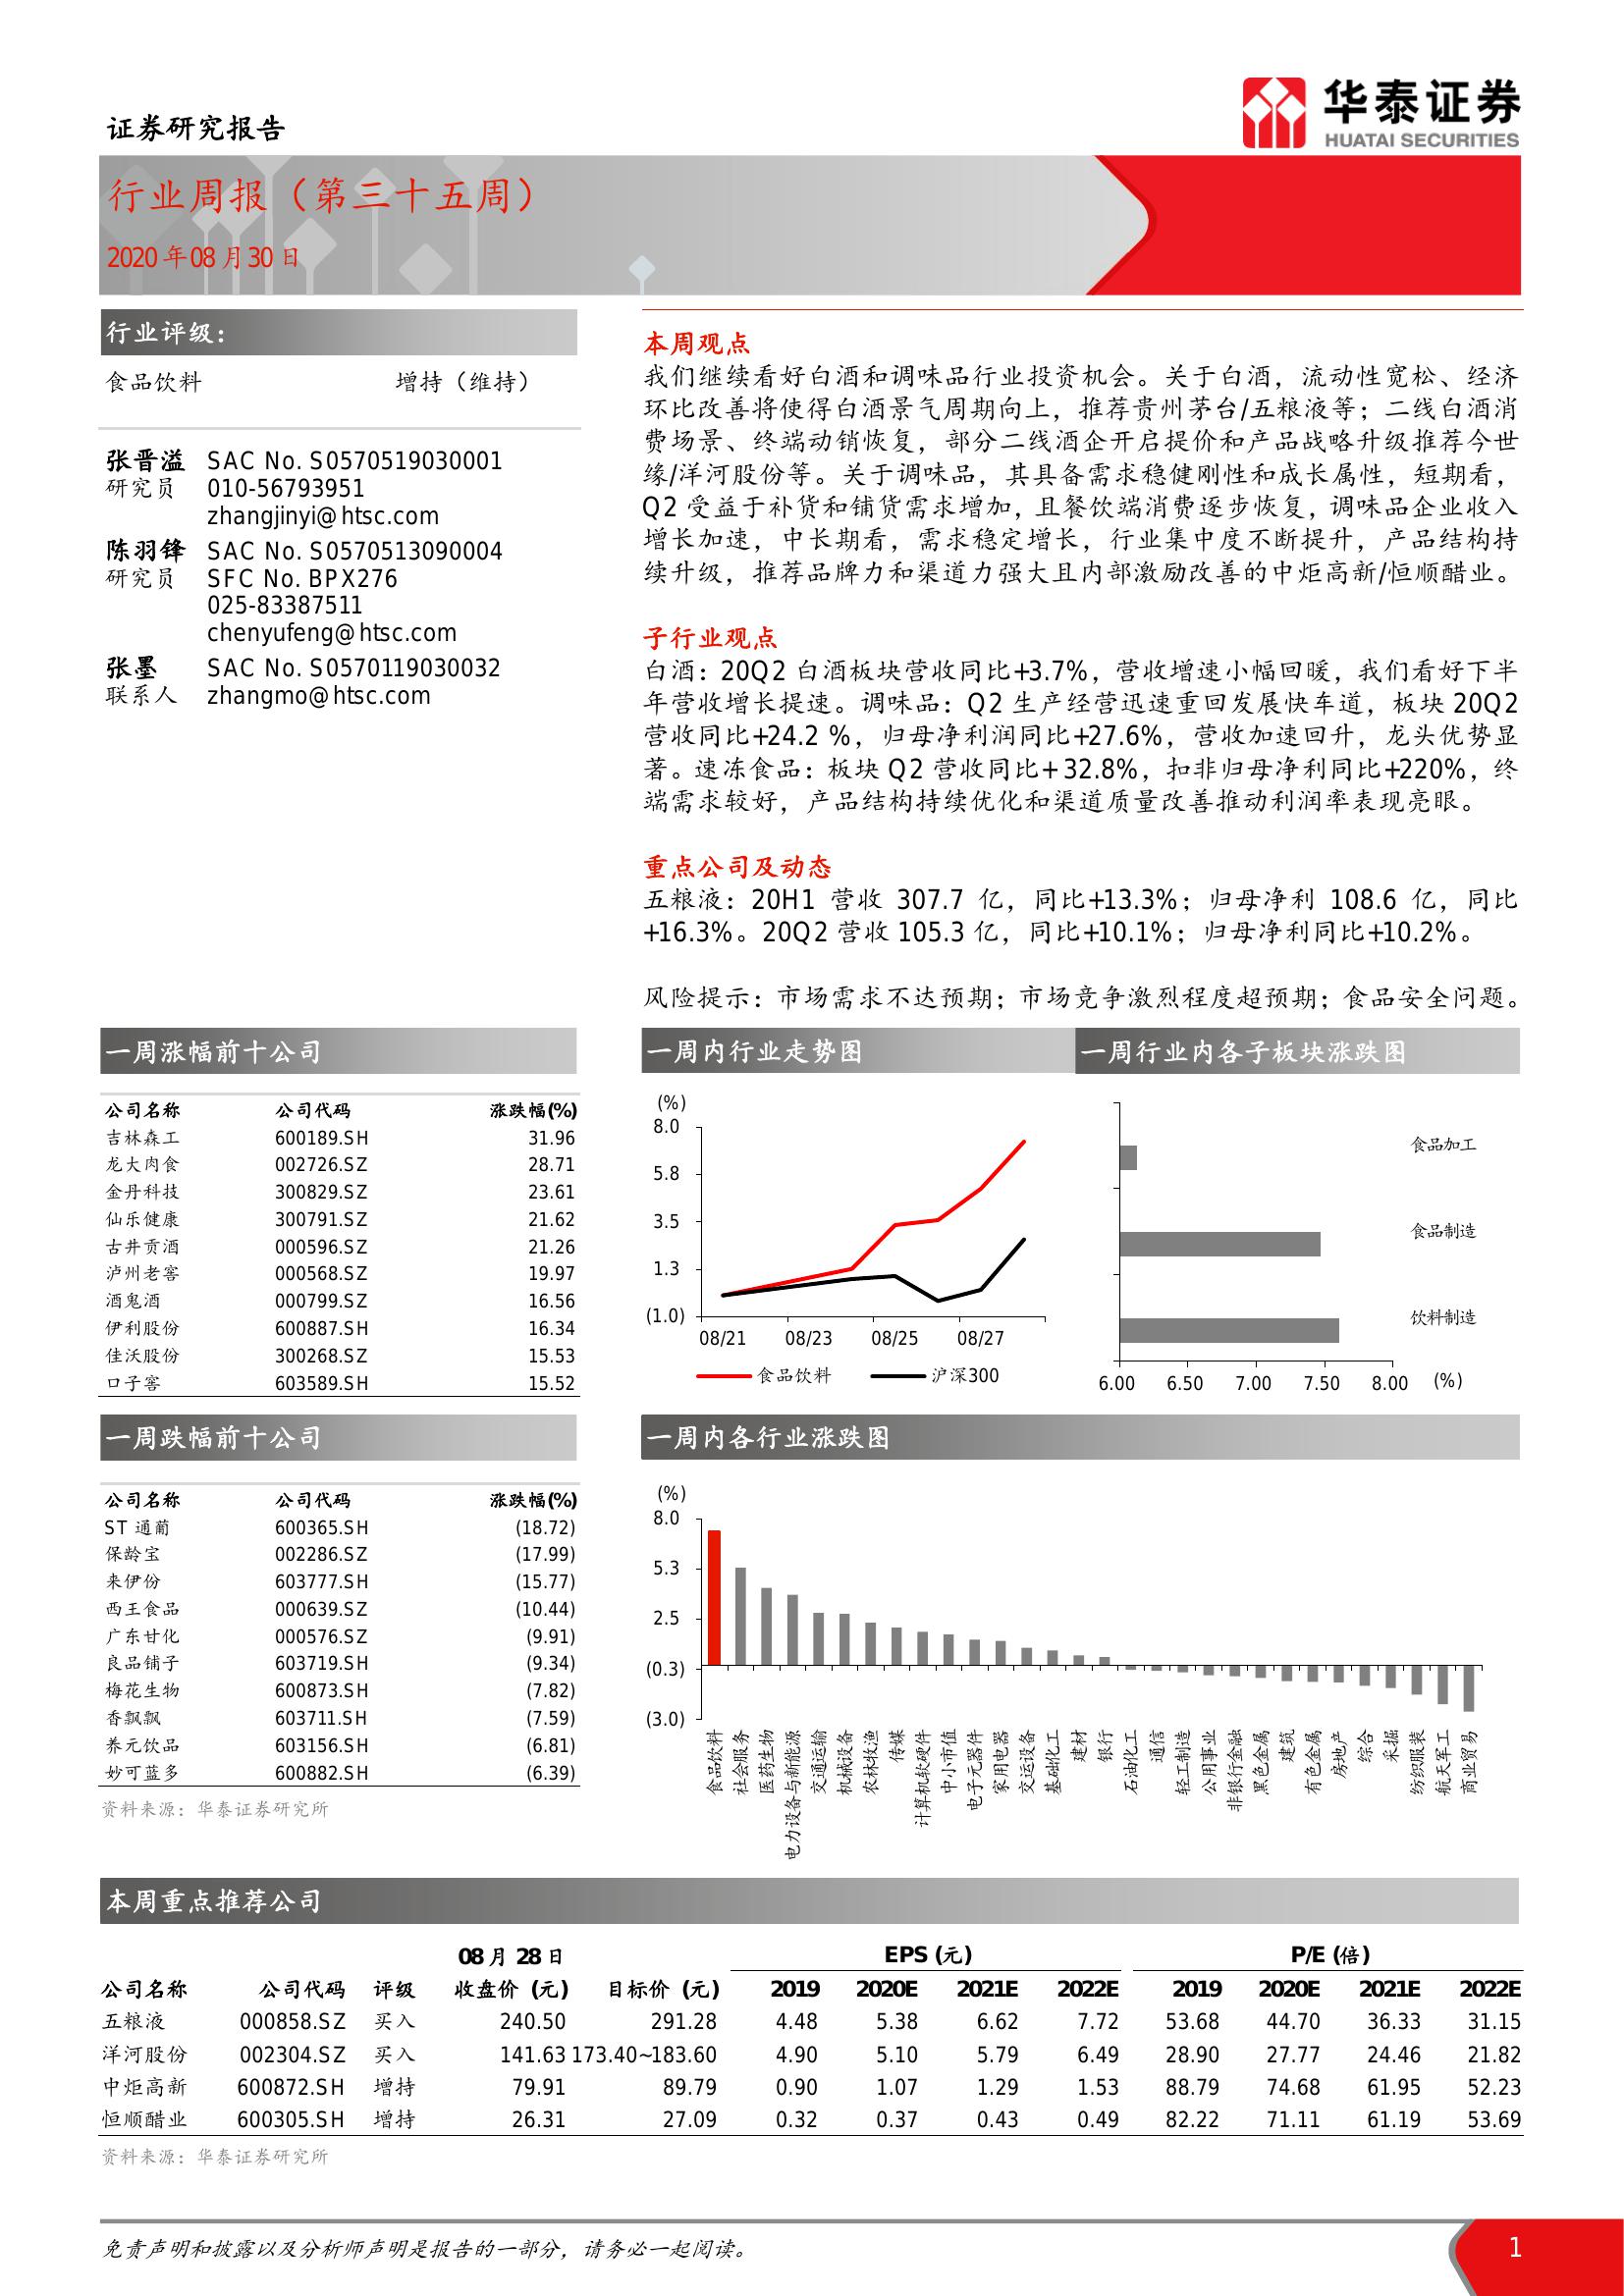 证券研究报告
华泰证券
HUATAI SECURITIES
行业周报（第三十五周）
2020年08月30日
行业评级：
食品饮料 增持（维持）
张晋溢 SAC No. S0570519030001
研究员 010-56793951
zhangjinyi@htsc.com
陈羽锋 SAC No. S0570513090004
研究员 SFC No. BPX276
025-83387511
chenyufeng@htsc.com
张墨 SAC No. S0570119030032
联系人 zhangmo@htsc.com
本周观点
我们继续看好白酒和调味品行业投资机会。关于白酒，流动性宽松、经济
环比改善将使得白酒景气周期向上，推荐贵州茅台/五粮液等；二线白酒消
费场景、终端动销恢复，部分二线酒企开启提价和产品战略升级推荐今世
缘/洋河股份等。关于调味品，其具备需求稳健刚性和成长属性，短期看，
Q2 受益于补货和铺货需求增加，且餐饮端消费逐步恢复，调味品企业收入
增长加速，中长期看，需求稳定增长，行业集中度不断提升，产品结构持
续升级，推荐品牌力和渠道力强大且内部激励改善的中炬高新/恒顺醋业。
子行业观点
白酒：20Q2 白酒板块营收同比+3.7%，营收增速小幅回暖，我们看好下半
年营收增长提速。调味品：Q2 生产经营迅速重回发展快车道，板块 20Q2
营收同比+24.2 %，归母净利润同比+27.6%，营收加速回升，龙头优势显
著。速冻食品：板块 Q2 营收同比+ 32.8%，扣非归母净利同比+220%，终
端需求较好，产品结构持续优化和渠道质量改善推动利润率表现亮眼。
重点公司及动态
五粮液：20H1 营收 307.7 亿，同比+13.3%；归母净利 108.6 亿，同比
+16.3%。20Q2 营收 105.3 亿，同比+10.1%；归母净利同比+10.2%。
风险提示：市场需求不达预期；市场竞争激烈程度超预期；食品安全问题。
一周涨幅前十公司
公司名称 公司代码 涨跌幅(%)
吉林森工 600189.SH 31.96
龙大肉食 002726.SZ 28.71
金丹科技 300829.SZ 23.61
仙乐健康 300791.SZ 21.62
古井贡酒 000596.SZ 21.26
泸州老窖 000568.SZ 19.97
酒鬼酒 000799.SZ 16.56
伊利股份 600887.SH 16.34
佳沃股份 300268.SZ 15.53
口子窖 603589.SH 15.52
一周内行业走势图
(%)
8.0
5.8
3.5
1.3
(1.0)
08/21 08/23 08/25 08/27
食品饮料 沪深300
一周行业内各子板块涨跌图
食品加工
食品制造
饮料制造
6.00 6.50 7.00 7.50 8.00 (%)
一周跌幅前十公司
公司名称 公司代码 涨跌幅(%)
ST 通葡 600365.SH (18.72)
保龄宝 002286.SZ (17.99)
来伊份 603777.SH (15.77)
西王食品 000639.SZ (10.44)
广东甘化 000576.SZ (9.91)
良品铺子 603719.SH (9.34)
梅花生物 600873.SH (7.82)
香飘飘 603711.SH (7.59)
养元饮品 603156.SH (6.81)
妙可蓝多 600882.SH (6.39)
资料来源：华泰证券研究所
一周内各行业涨跌图
(%)
8.0
5.3
2.5
(0.3)
(3.0)
食品饮料
社会服务
医药生物
电力设备与新能源
交通运输
机械设备
农林牧渔
传媒
计算机软硬件
中小市值
电子元器件
家用电器
交运设备
基础化工
建材
银行
石油化工
通信
轻工制造
公用事业
非银行金融
黑色金属
建筑
有色金属
房地产
综合
采掘
纺织服装
航天军工
商业贸易
本周重点推荐公司
08 月 28 日 EPS (元) P/E (倍)
公司名称 公司代码 评级 收盘价 (元) 目标价 (元) 2019 2020E 2021E 2022E 2019 2020E 2021E 2022E
五粮液 000858.SZ 买入 240.50 291.28 4.48 5.38 6.62 7.72 53.68 44.70 36.33 31.15
洋河股份 002304.SZ 买入 141.63 173.40~183.60 4.90 5.10 5.79 6.49 28.90 27.77 24.46 21.82
中炬高新 600872.SH 增持 79.91 89.79 0.90 1.07 1.29 1.53 88.79 74.68 61.95 52.23
恒顺醋业 600305.SH 增持 26.31 27.09 0.32 0.37 0.43 0.49 82.22 71.11 61.19 53.69
资料来源：华泰证券研究所
免责声明和披露以及分析师声明是报告的一部分，请务必一起阅读。 1